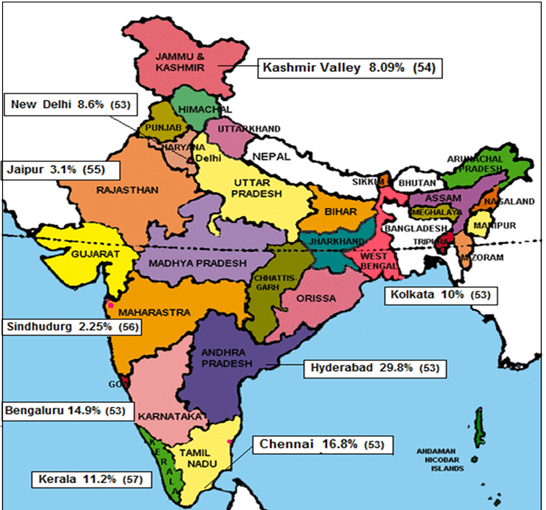 JAMMU &
KASHMIR
Kashmir Valley 8.09% (54)
New Delhi 8.6% (53)
HIMACHAL
PUNJAB
UTTARKHAND
HARYANA
Delhi
NEPAL
ARUNACHAL
PRADESH
Jaipur 3.1% (55)
RAJASTHAN
UTTAR
PRADESH
SIKKIM
BHUTAN
ASSAM
NAGALAND
BIHAR
MEGHALAYA
BANGLADESH
MANIPUR
JHARKHAND
TRIPURA
GUJARAT
MADHYA PRADESH
WEST
BENGAL
MIZORAM
CHHATTIS
GARH
ORISSA
Kolkata 10% (53)
MAHARASTRA
Sindhudurg 2.25% (56)
ANDHRA
PRADESH
Hyderabad 29.8% (53)
GOA
Bengaluru 14.9% (53)
KARNATAKA
Chennai 16.8% (53)
KERALA
TAMIL
NADU
ANDAMAN
NICOBAR
ISLANDS
Kerala 11.2% (57)